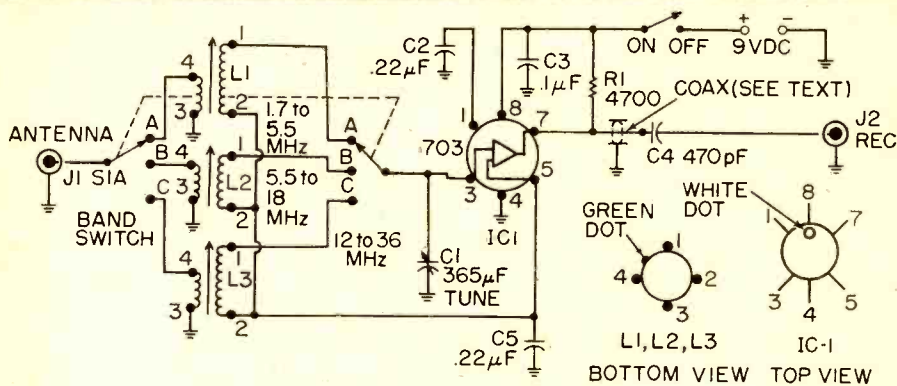 ANTENNA
J1 S1A
BAND
SWITCH
4
3
A
B 4
3
C
4
3
1
L1
2
1.7 to
5.5
MHz
1
L2
2
5.5 to
18
MHz
1
L3
2
12 to 36
MHz
A
B
C
C1
365µF
TUNE
C2
.22µF
C3
.1µF
1
8
7
703
3
5
4
IC1
R1
4700
ON OFF
+ -
9VDC
COAX (SEE TEXT)
C4 470pF
J2
REC
C5
.22µF
GREEN
DOT
1
4
2
3
L1, L2, L3
BOTTOM VIEW
WHITE
DOT
8
1
7
3
5
4
IC-1
TOP VIEW